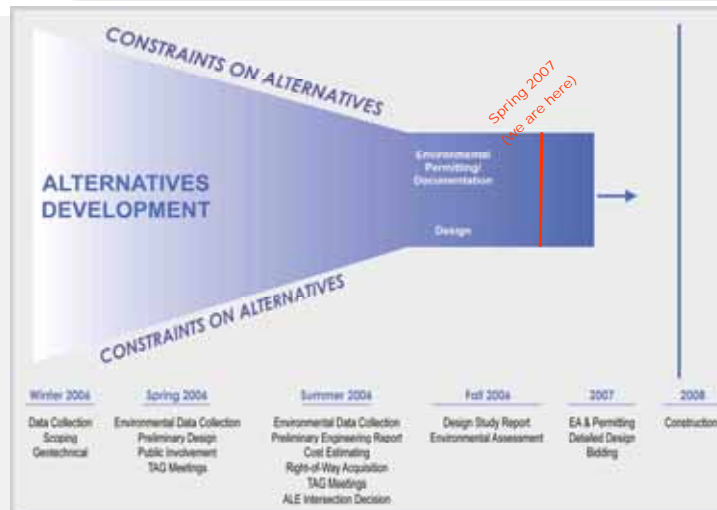 CONSTRAINTS ON ALTERNATIVES
Spring 2007
(we are here)
ALTERNATIVES
DEVELOPMENT
Environmental
Permitting/
Documentation
Design
CONSTRAINTS ON ALTERNATIVES
Winter 2006
Data Collection
Scoping
Geotechnical
Spring 2006
Environmental Data Collection
Preliminary Design
Public Involvement
TAG Meetings
Summer 2006
Environmental Data Collection
Preliminary Engineering Report
Cost Estimating
Right-of-Way Acquisition
TAG Meetings
ALE Intersection Decision
Fall 2006
Design Study Report
Environmental Assessment
2007
EA & Permitting
Detailed Design
Bidding
2008
Construction